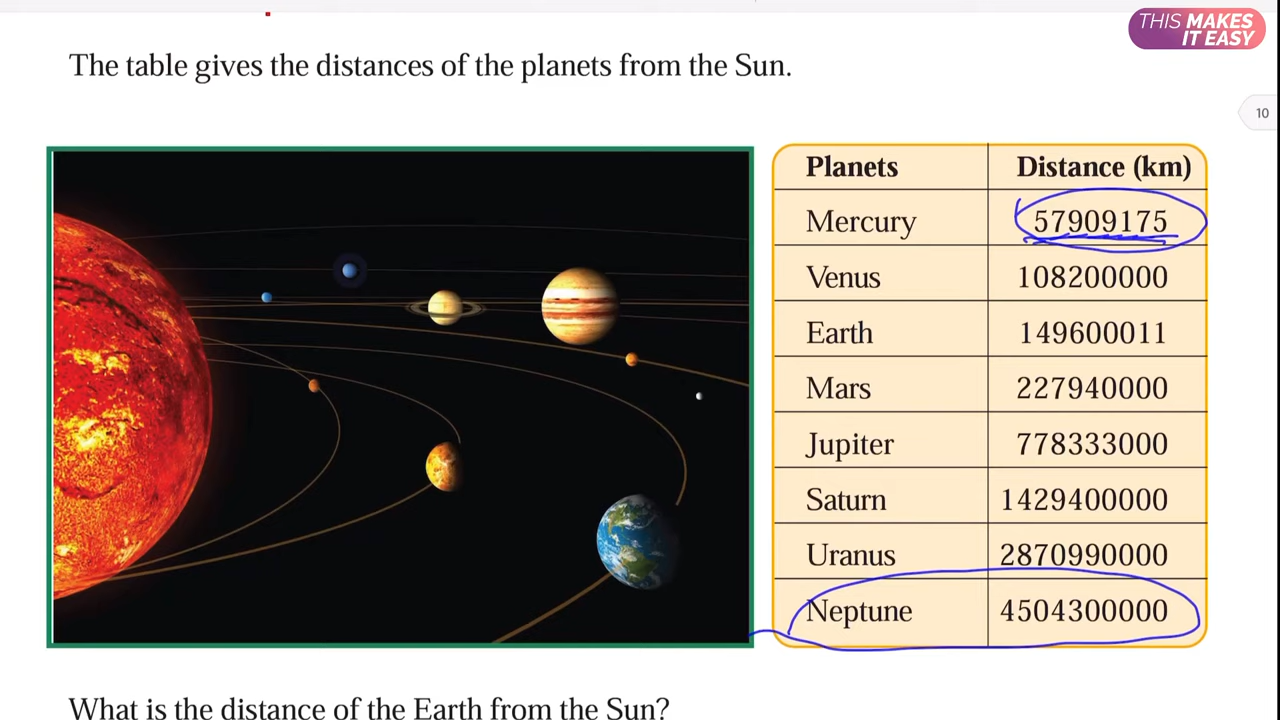 THIS MAKES
IT EASY
The table gives the distances of the planets from the Sun.
10
Planets Distance (km)
Mercury 57909175
Venus 108200000
Earth 149600011
Mars 227940000
Jupiter 778333000
Saturn 1429400000
Uranus 2870990000
Neptune 4504300000
What is the distance of the Earth from the Sun?